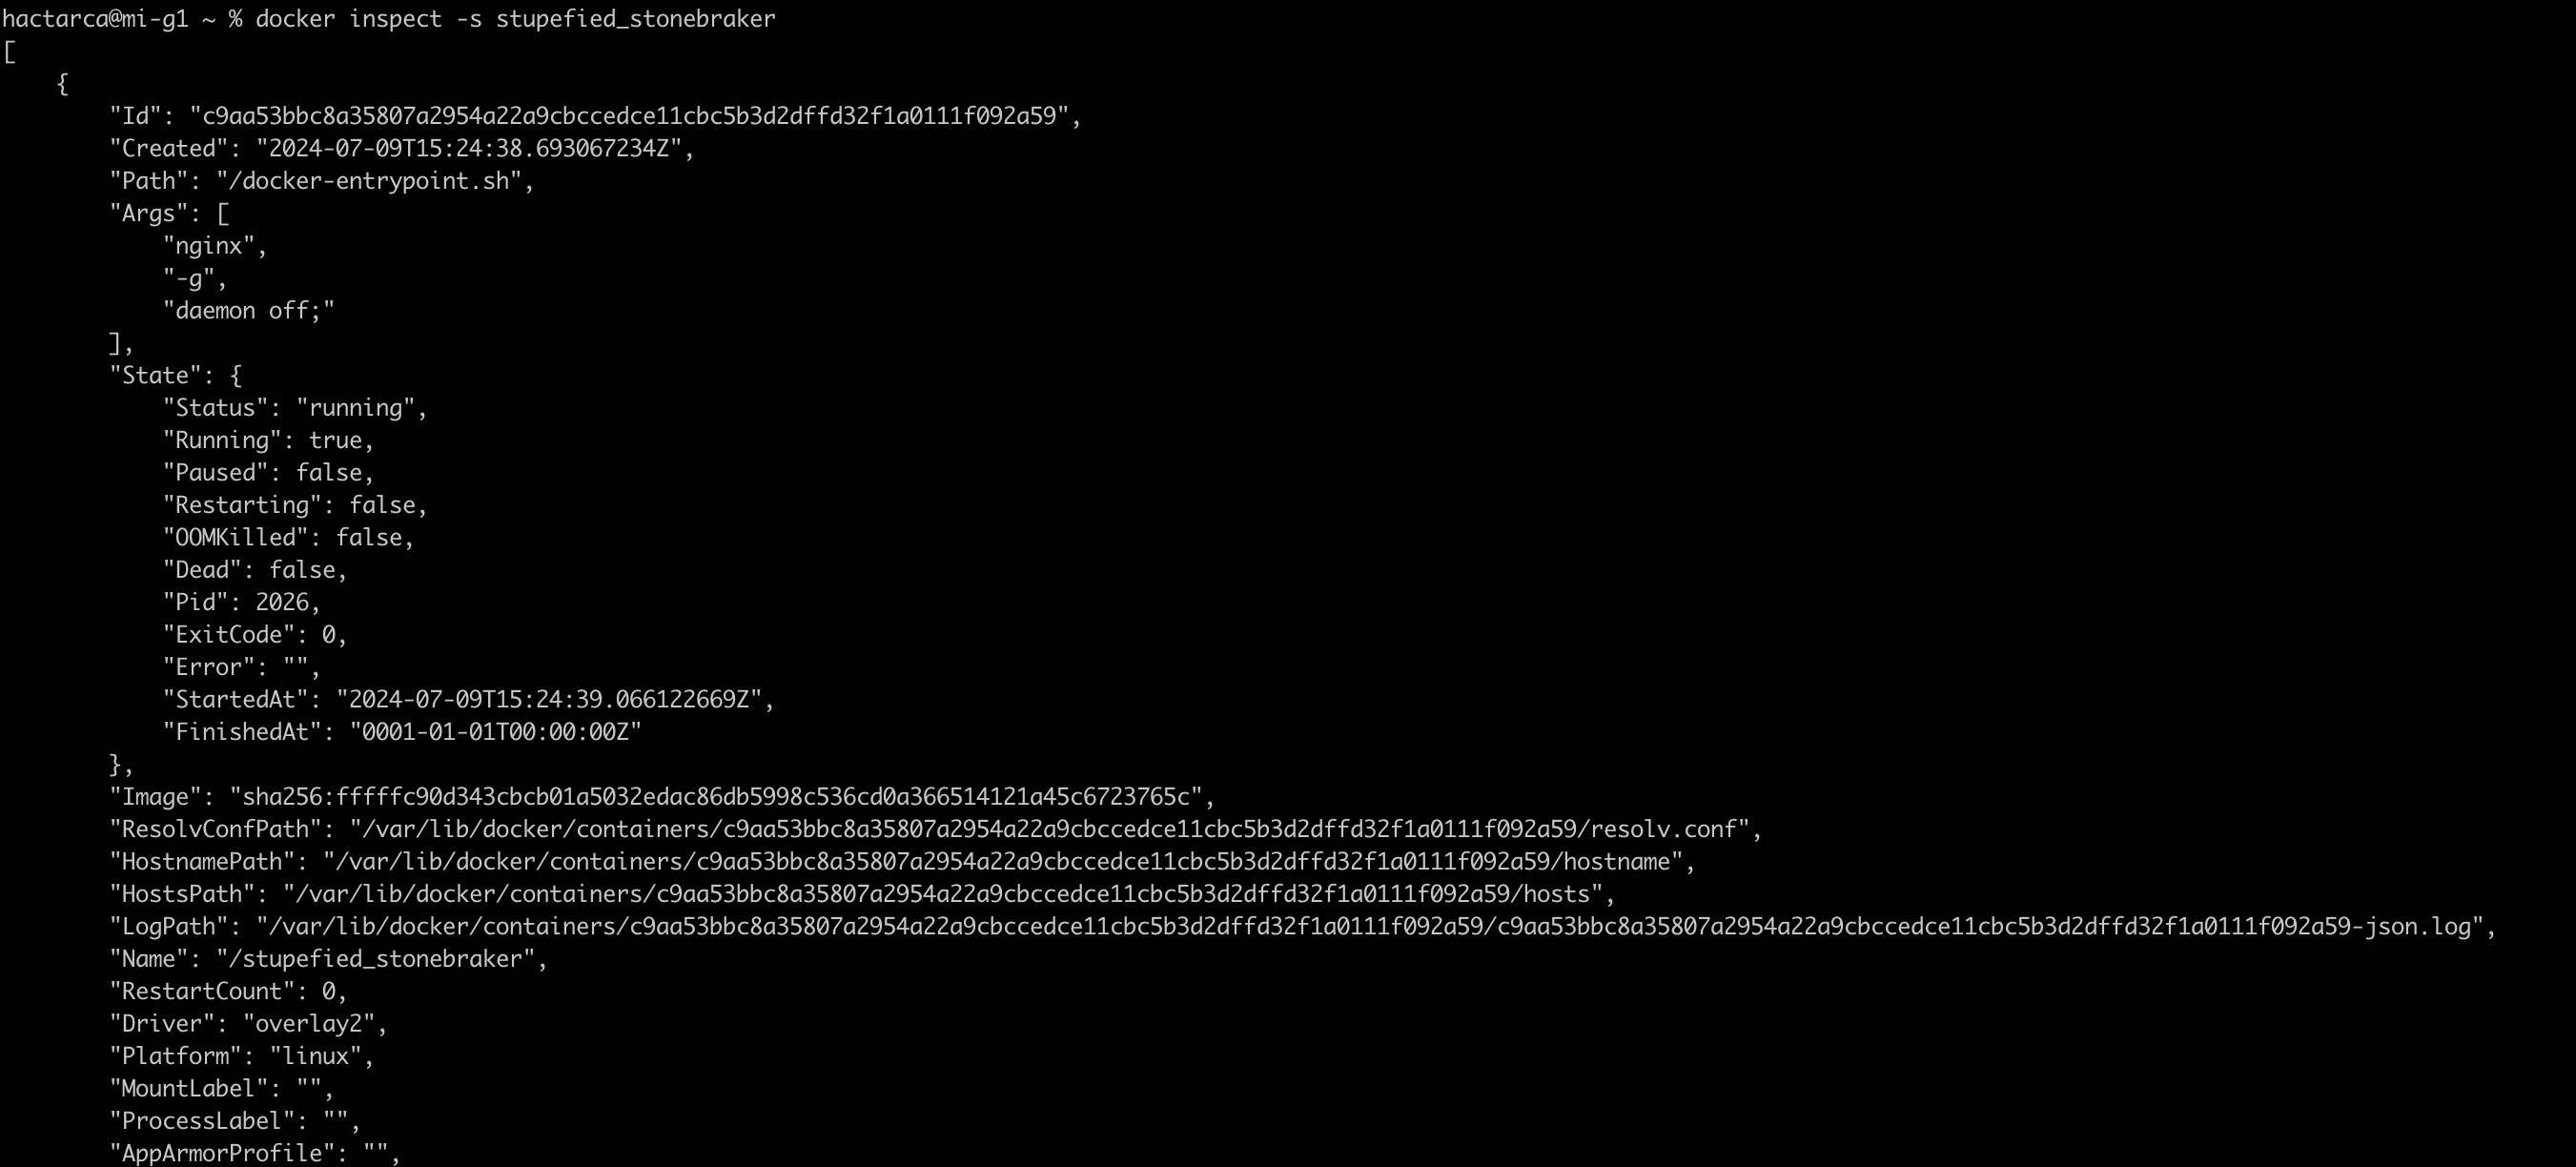 hactarca@mi-g1 ~ % docker inspect -s stupefied_stonebraker
[
    {
        "Id": "c9aa53bbc8a35807a2954a22a9cbccedce11cbc5b3d2dffd32f1a0111f092a59",
        "Created": "2024-07-09T15:24:38.693067234Z",
        "Path": "/docker-entrypoint.sh",
        "Args": [
            "nginx",
            "-g",
            "daemon off;"
        ],
        "State": {
            "Status": "running",
            "Running": true,
            "Paused": false,
            "Restarting": false,
            "OOMKilled": false,
            "Dead": false,
            "Pid": 2026,
            "ExitCode": 0,
            "Error": "",
            "StartedAt": "2024-07-09T15:24:39.066122669Z",
            "FinishedAt": "0001-01-01T00:00:00Z"
        },
        "Image": "sha256:fffffc90d343cbcb01a5032edac86db5998c536cd0a366514121a45c6723765c",
        "ResolvConfPath": "/var/lib/docker/containers/c9aa53bbc8a35807a2954a22a9cbccedce11cbc5b3d2dffd32f1a0111f092a59/resolv.conf",
        "HostnamePath": "/var/lib/docker/containers/c9aa53bbc8a35807a2954a22a9cbccedce11cbc5b3d2dffd32f1a0111f092a59/hostname",
        "HostsPath": "/var/lib/docker/containers/c9aa53bbc8a35807a2954a22a9cbccedce11cbc5b3d2dffd32f1a0111f092a59/hosts",
        "LogPath": "/var/lib/docker/containers/c9aa53bbc8a35807a2954a22a9cbccedce11cbc5b3d2dffd32f1a0111f092a59/c9aa53bbc8a35807a2954a22a9cbccedce11cbc5b3d2dffd32f1a0111f092a59-json.log",
        "Name": "/stupefied_stonebraker",
        "RestartCount": 0,
        "Driver": "overlay2",
        "Platform": "linux",
        "MountLabel": "",
        "ProcessLabel": "",
        "AppArmorProfile": "",